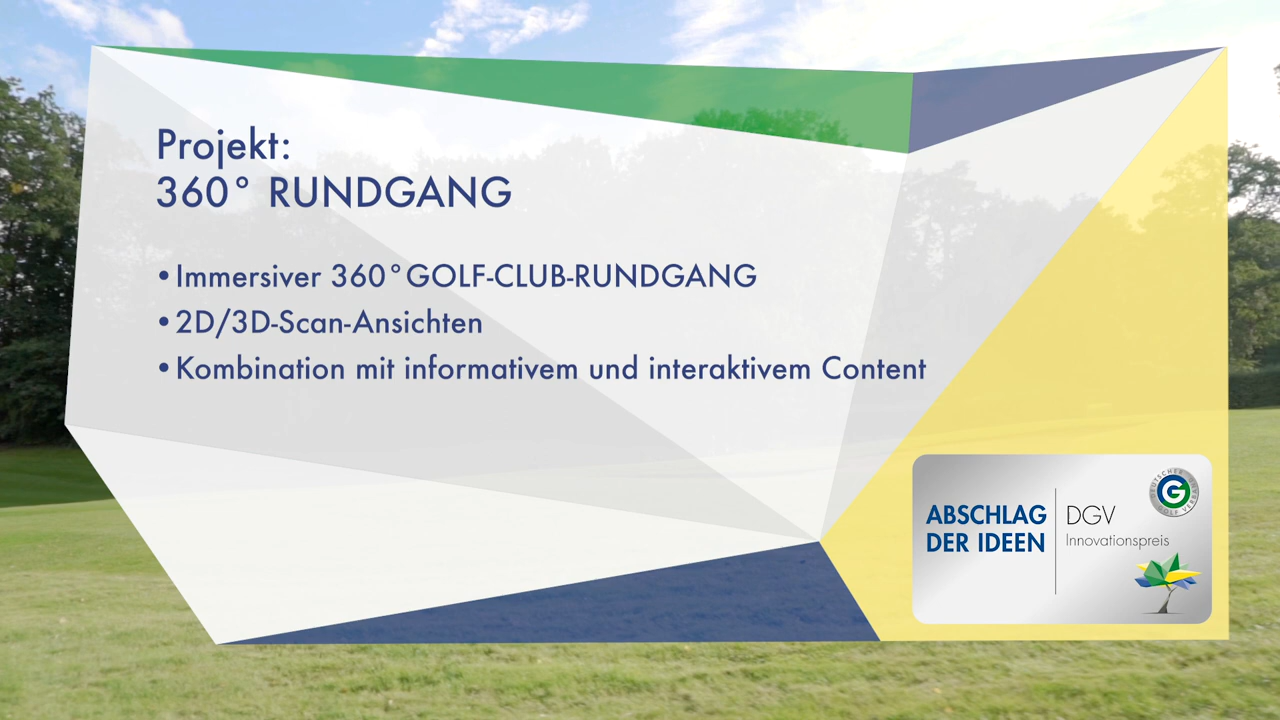 Projekt:
360° RUNDGANG
•Immersiver 360°GOLF-CLUB-RUNDGANG
•2D/3D-Scan-Ansichten
•Kombination mit informativem und interaktivem Content
ABSCHLAG
DER IDEEN
DGV
Innovationspreis
G